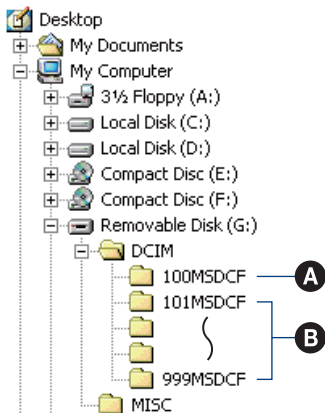 Desktop
My Documents
My Computer
3½ Floppy (A:)
Local Disk (C:)
Local Disk (D:)
Compact Disc (E:)
Compact Disc (F:)
Removable Disk (G:)
DCIM
100MSDCF A
101MSDCF
B
999MSDCF
MISC